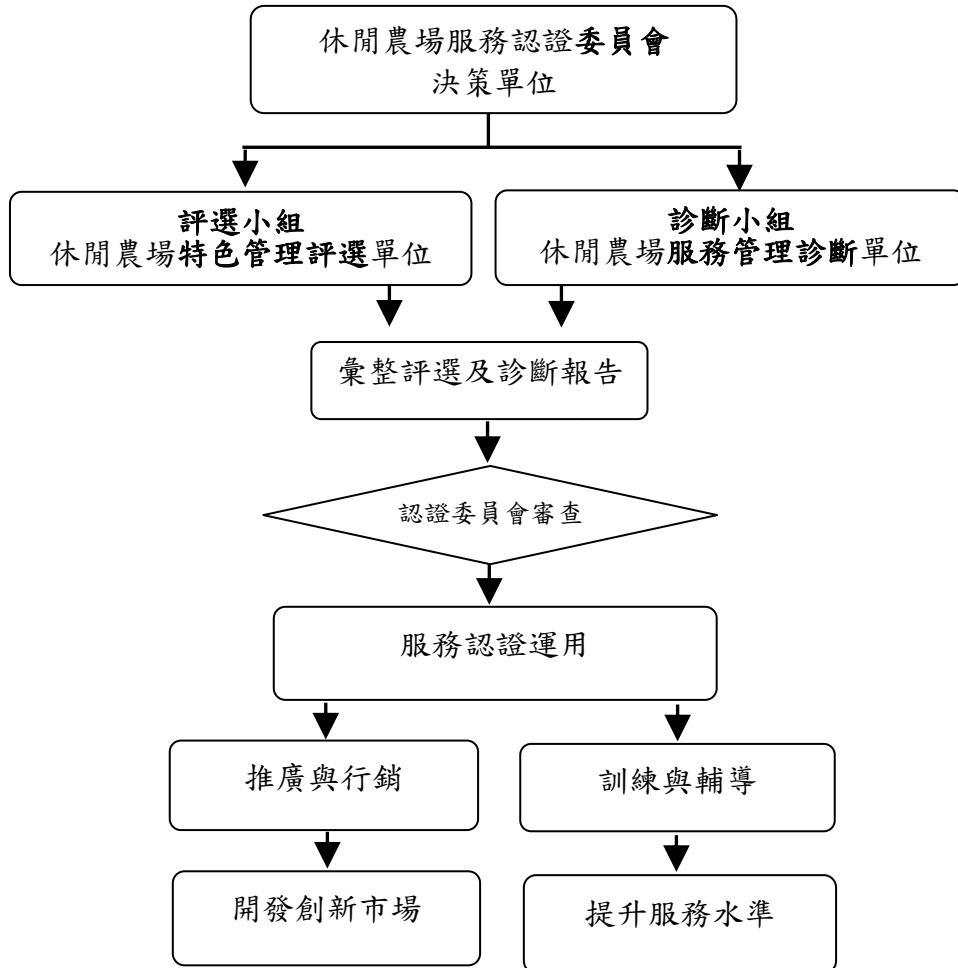 休閒農場服務認證委員會
決策單位
評選小組
休閒農場特色管理評選單位
診斷小組
休閒農場服務管理診斷單位
彙整評選及診斷報告
認證委員會審查
服務認證運用
推廣與行銷
訓練與輔導
開發創新市場
提升服務水準